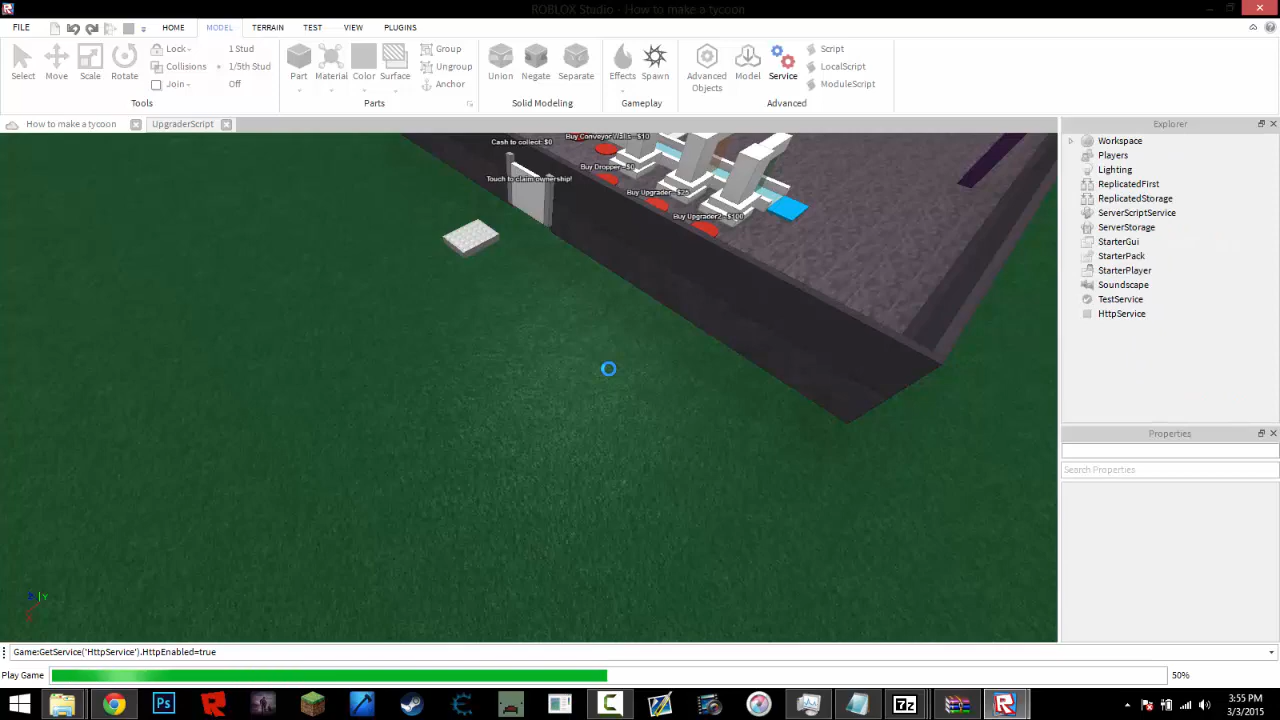 ROBLOX Studio - How to make a tycoon
FILE
HOME
MODEL
TERRAIN
TEST
VIEW
PLUGINS
Select
Move
Scale
Rotate
Lock
Collisions
Join
1 Stud
1/5th Stud
Off
Tools
Part
Material
Color
Surface
Group
Ungroup
Anchor
Parts
Union
Negate
Separate
Solid Modeling
Effects
Spawn
Gameplay
Advanced
Objects
Model
Service
Script
LocalScript
ModuleScript
Advanced
How to make a tycoon
UpgraderScript
Cash to collect: $0
Buy Conveyor Walls - $10
Buy Dropper - $0
Touch to claim ownership!
Buy Upgrader - $25
Buy Upgrader2 - $100
Explorer
Workspace
Players
Lighting
ReplicatedFirst
ReplicatedStorage
ServerScriptService
ServerStorage
StarterGui
StarterPack
StarterPlayer
Soundscape
TestService
HttpService
Properties
Search Properties
Game:GetService('HttpService').HttpEnabled=true
Play Game
50%
3:55 PM
3/3/2015